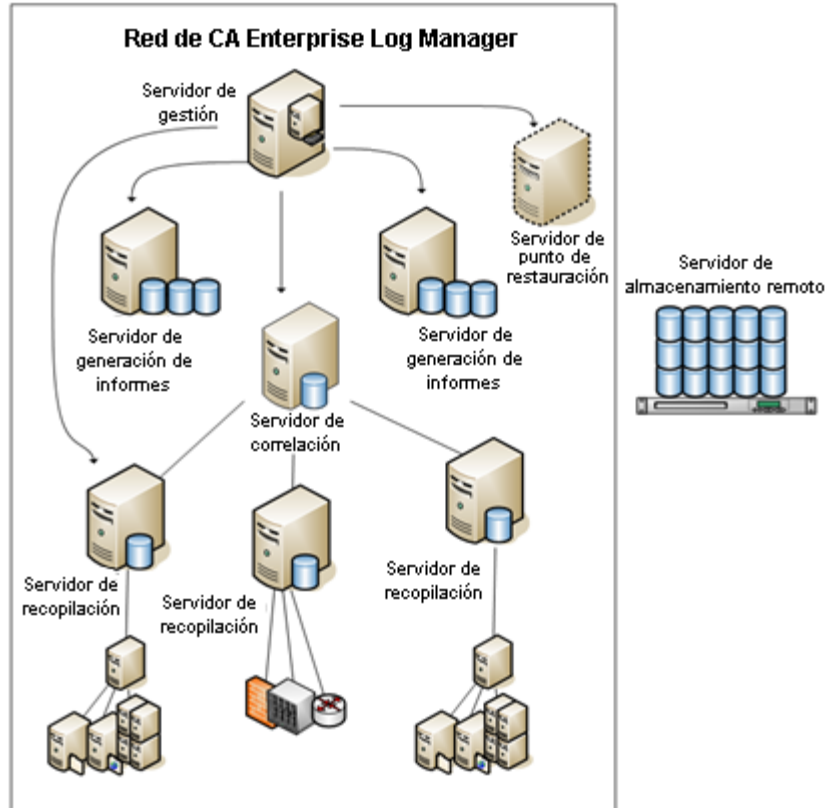 Red de CA Enterprise Log Manager
Servidor de
gestión
Servidor de
punto de
restauración
Servidor de
almacenamiento remoto
Servidor de
generación de
informes
Servidor de
generación de
informes
Servidor de
correlación
Servidor de
recopilación
Servidor de
recopilación
Servidor de
recopilación